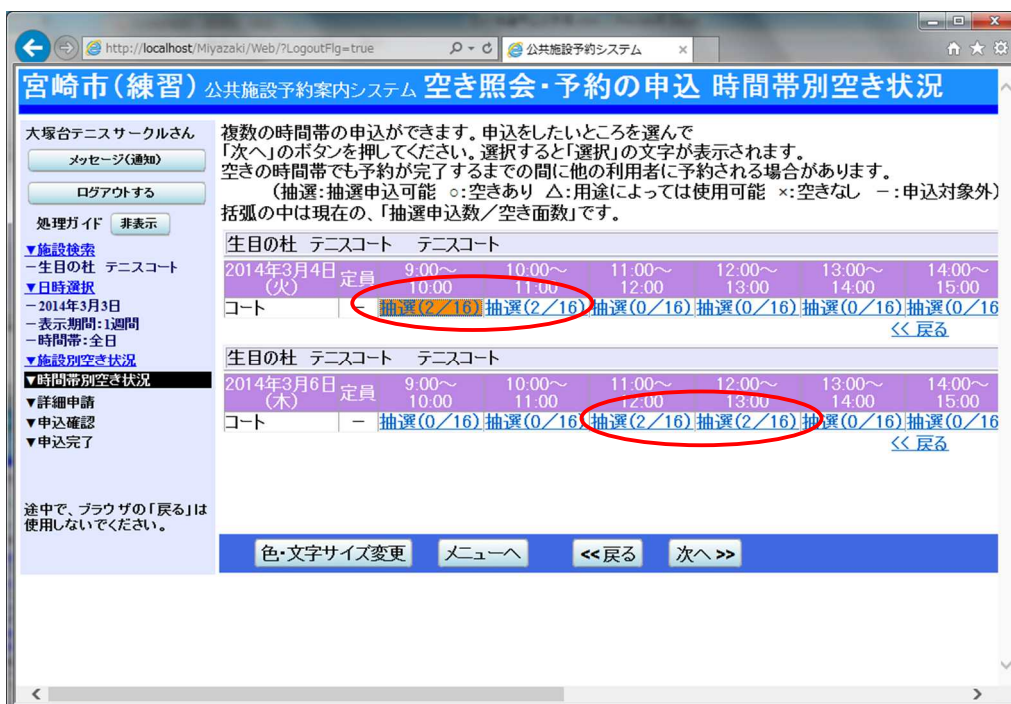 http://localhost/Miyazaki/Web/?LogoutFlg=true
公共施設予約システム ×
宮崎市(練習) 公共施設予約案内システム 空き照会・予約の申込 時間帯別空き状況
大塚台テニスサークルさん
メッセージ(通知)
ログアウトする
処理ガイド 非表示
▼施設検索
－生目の杜 テニスコート
▼日時選択
－2014年3月3日
－表示期間:1週間
－時間帯:全日
▼施設別空き状況
▼時間帯別空き状況
▼詳細申請
▼申込確認
▼申込完了
途中で、ブラウザの「戻る」は
使用しないでください。
複数の時間帯の申込ができます。申込をしたいところを選んで
「次へ」のボタンを押してください。選択すると「選択」の文字が表示されます。
空きの時間帯でも予約が完了するまでの間に他の利用者に予約される場合があります。
(抽選:抽選申込可能 ○:空きあり △:用途によっては使用可能 ×:空きなし －:申込対象外)
括弧の中は現在の、「抽選申込数／空き面数」です。
生目の杜 テニスコート テニスコート
2014年3月4日(火) 定員 9:00～10:00 10:00～11:00 11:00～12:00 12:00～13:00 13:00～14:00 14:00～15:00
コート － 抽選(2／16) 抽選(2／16) 抽選(0／16) 抽選(0／16) 抽選(0／16) 抽選(0／16
<< 戻る
生目の杜 テニスコート テニスコート
2014年3月6日(木) 定員 9:00～10:00 10:00～11:00 11:00～12:00 12:00～13:00 13:00～14:00 14:00～15:00
コート － 抽選(0／16) 抽選(0／16) 抽選(2／16) 抽選(2／16) 抽選(0／16) 抽選(0／16
<< 戻る
色・文字サイズ変更 メニューへ <<戻る 次へ>>